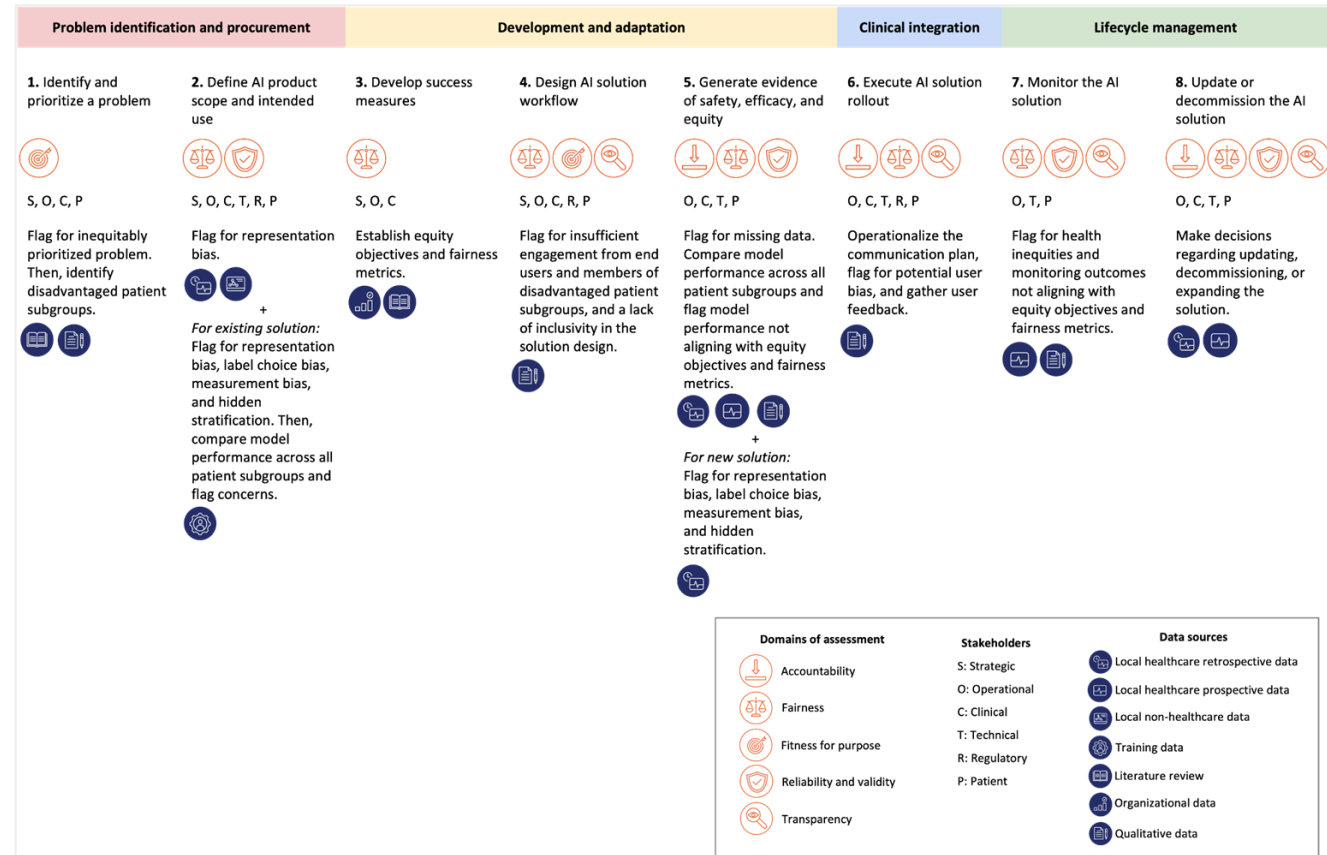 Problem identification and procurement
Development and adaptation
Clinical integration
Lifecycle management
1. Identify and
prioritize a problem
S, O, C, P
Flag for inequitably
prioritized problem.
Then, identify
disadvantaged patient
subgroups.
2. Define AI product
scope and intended
use
S, O, C, T, R, P
Flag for representation
bias.
+
For existing solution:
Flag for representation
bias, label choice bias,
measurement bias,
and hidden
stratification. Then,
compare model
performance across all
patient subgroups and
flag concerns.
3. Develop success
measures
S, O, C
Establish equity
objectives and fairness
metrics.
4. Design AI solution
workflow
S, O, C, R, P
Flag for insufficient
engagement from end
users and members of
disadvantaged patient
subgroups, and a lack
of inclusivity in the
solution design.
5. Generate evidence
of safety, efficacy, and
equity
O, C, T, P
Flag for missing data.
Compare model
performance across all
patient subgroups and
flag model
performance not
aligning with equity
objectives and fairness
metrics.
+
For new solution:
Flag for representation
bias, label choice bias,
measurement bias,
and hidden
stratification.
6. Execute AI solution
rollout
O, C, T, R, P
Operationalize the
communication plan,
flag for potential user
bias, and gather user
feedback.
7. Monitor the AI
solution
O, T, P
Flag for health
inequities and
monitoring outcomes
not aligning with
equity objectives and
fairness metrics.
8. Update or
decommission the AI
solution
O, C, T, P
Make decisions
regarding updating,
decommissioning, or
expanding the
solution.
Domains of assessment
Accountability
Fairness
Fitness for purpose
Reliability and validity
Transparency
Stakeholders
S: Strategic
O: Operational
C: Clinical
T: Technical
R: Regulatory
P: Patient
Data sources
Local healthcare retrospective data
Local healthcare prospective data
Local non-healthcare data
Training data
Literature review
Organizational data
Qualitative data